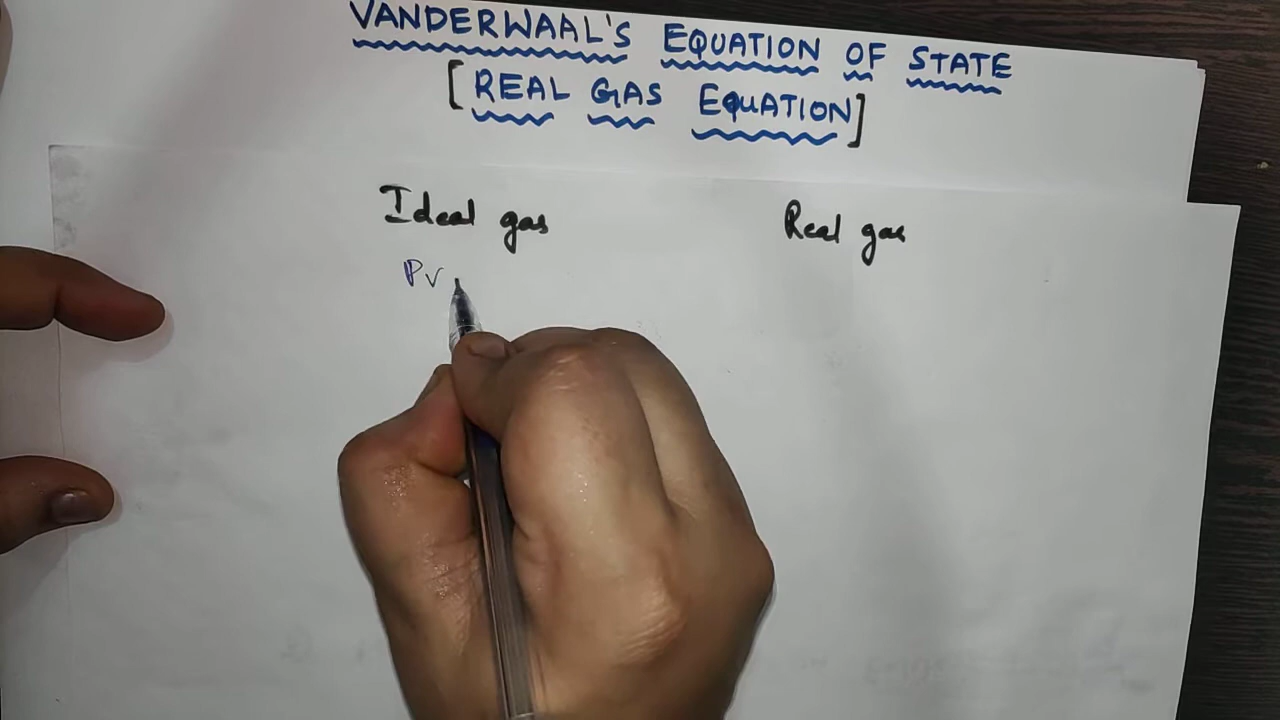 VANDERWAAL'S EQUATION OF STATE
[REAL GAS EQUATION]
Ideal gas Real gas
PV